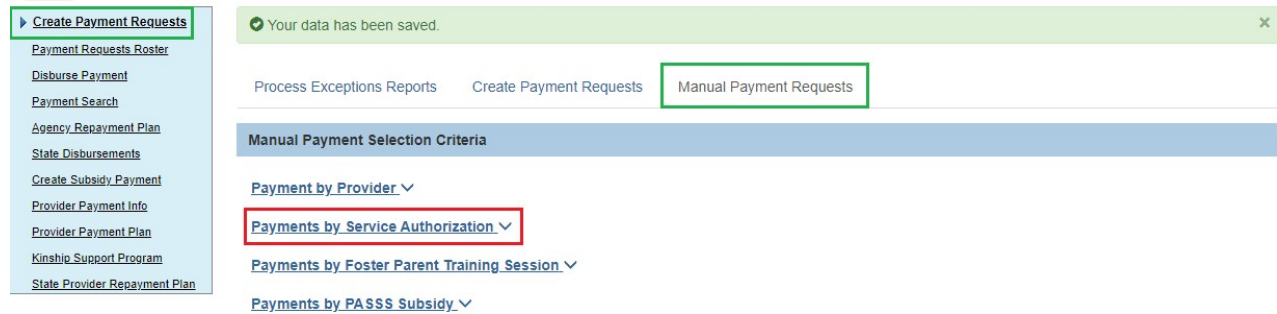 Create Payment Requests
Payment Requests Roster
Disburse Payment
Payment Search
Agency Repayment Plan
State Disbursements
Create Subsidy Payment
Provider Payment Info
Provider Payment Plan
Kinship Support Program
State Provider Repayment Plan
Your data has been saved.
×
Process Exceptions Reports
Create Payment Requests
Manual Payment Requests
Manual Payment Selection Criteria
Payment by Provider
Payments by Service Authorization
Payments by Foster Parent Training Session
Payments by PASSS Subsidy